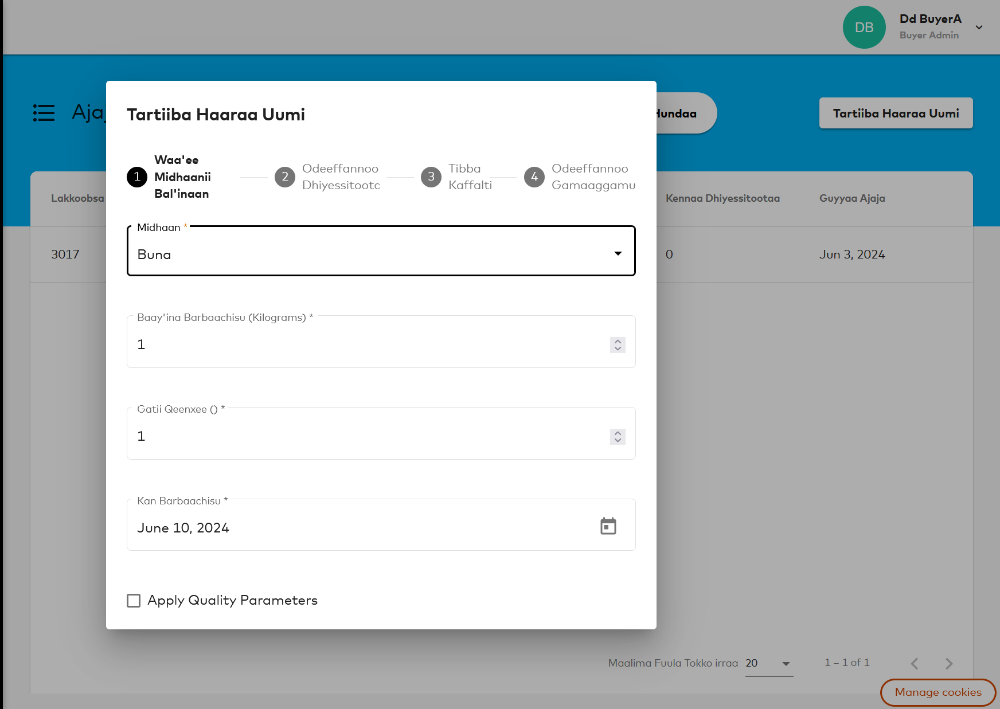 DB
Dd BuyerA
Buyer Admin
Tartiiba Haaraa Uumi
Tartiiba Haaraa Uumi
1 Waa'ee
Midhaanii
Bal'inaan
2 Odeeffannoo
3 Tibba
Kaffalti
4 Odeeffannoo
Gamaaggamu
Lakkoobsa
Kennaa Dhiyessitootaa
Guyyaa Ajaja
Midhaan *
Buna
3017
0
Jun 3, 2024
Baay'ina Barbaachisu (Kilograms) *
1
Gatii Qeenxee () *
1
Kan Barbaachisu *
June 10, 2024
Apply Quality Parameters
Maalima Fuula Tokko irraa 20
1 – 1 of 1
Manage cookies